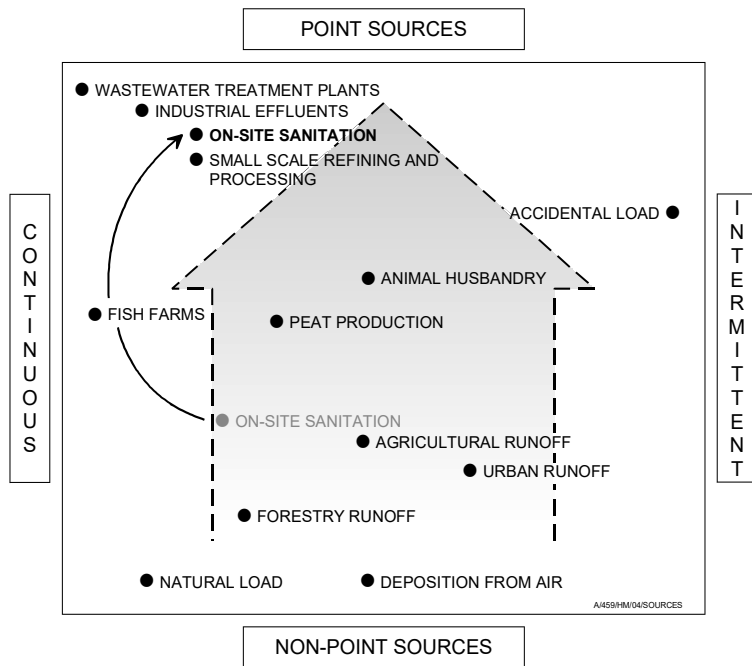 POINT SOURCES
WASTEWATER TREATMENT PLANTS
INDUSTRIAL EFFLUENTS
ON-SITE SANITATION
SMALL SCALE REFINING AND
PROCESSING
ACCIDENTAL LOAD
CONTINUOUS
INTERMITTENT
ANIMAL HUSBANDRY
FISH FARMS
PEAT PRODUCTION
ON-SITE SANITATION
AGRICULTURAL RUNOFF
URBAN RUNOFF
FORESTRY RUNOFF
NATURAL LOAD
DEPOSITION FROM AIR
A/459/HM/04/SOURCES
NON-POINT SOURCES